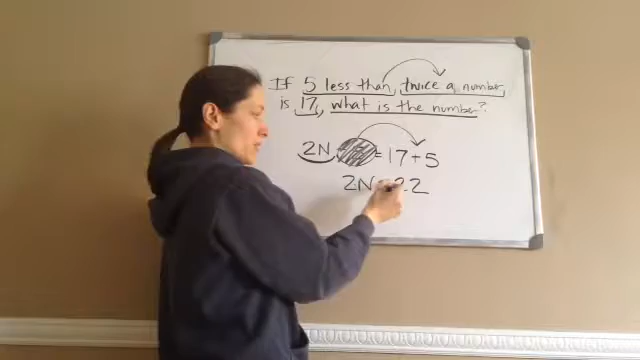 If 5 less than, twice a, number,
is 17, what is the number?
2N = 17+5
2N = 22